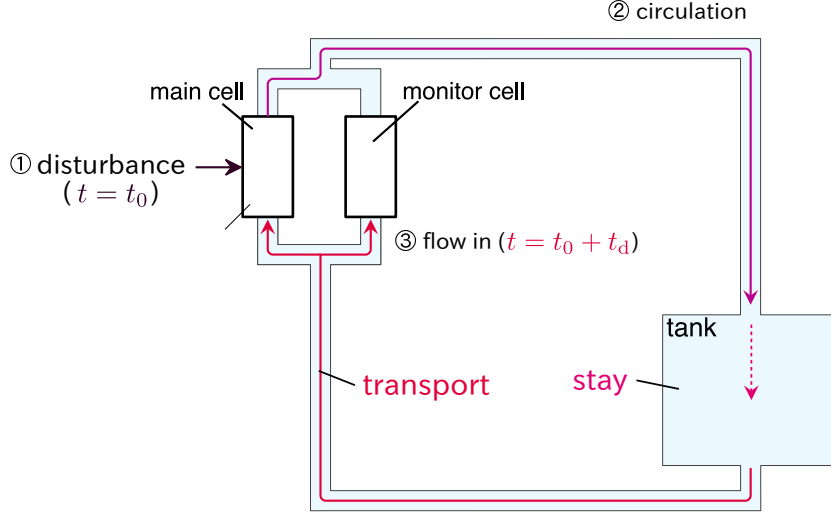 ② circulation
main cell
monitor cell
① disturbance
(t = t₀)
③ flow in (t = t₀ + t_d)
tank
transport
stay